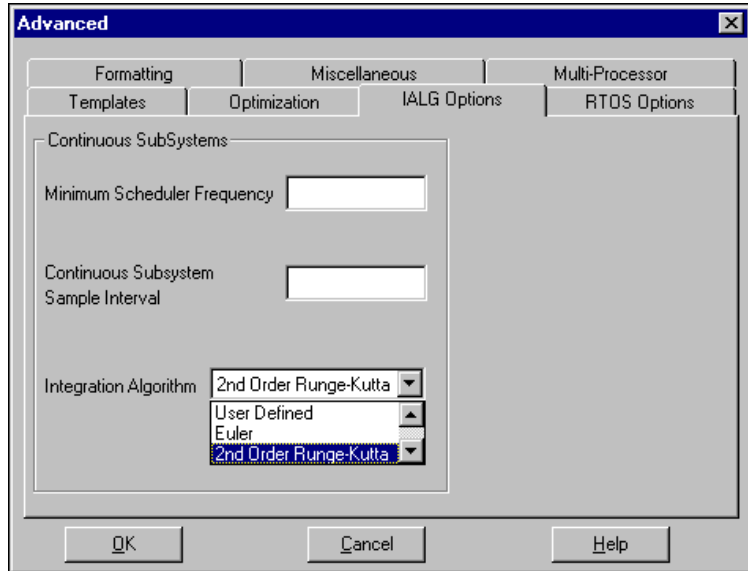 Advanced
Formatting Miscellaneous Multi-Processor
Templates Optimization IALG Options RTOS Options
Continuous SubSystems
Minimum Scheduler Frequency
Continuous Subsystem
Sample Interval
Integration Algorithm 2nd Order Runge-Kutta
User Defined
Euler
2nd Order Runge-Kutta
OK Cancel Help